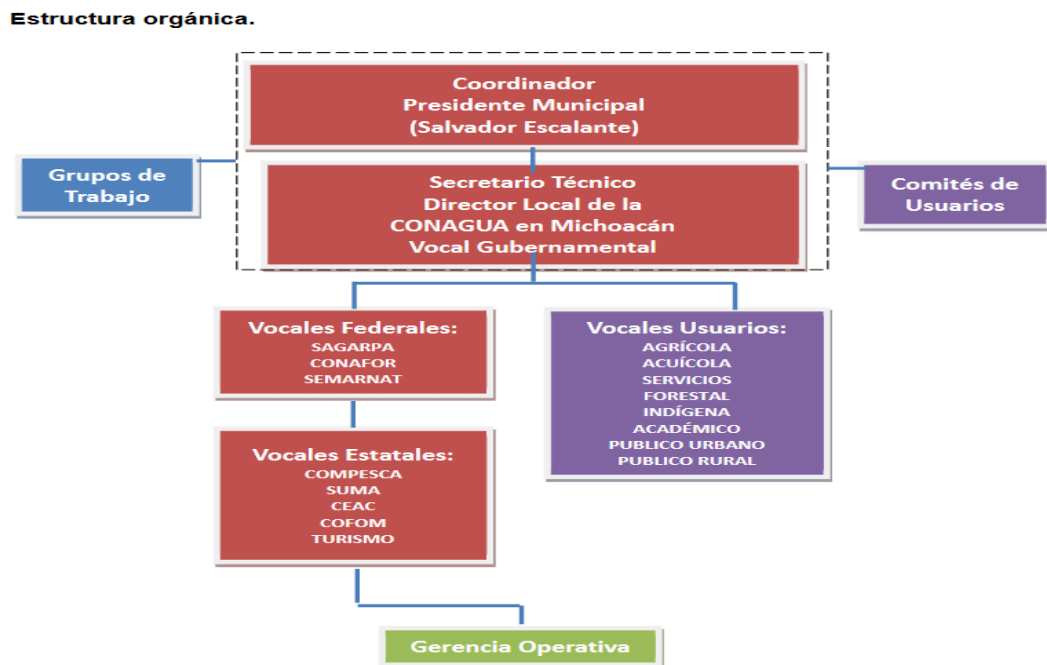 Estructura orgánica.
Coordinador
Presidente Municipal
(Salvador Escalante)
Grupos de
Trabajo
Secretario Técnico
Director Local de la
CONAGUA en Michoacán
Vocal Gubernamental
Comités de
Usuarios
Vocales Federales:
SAGARPA
CONAFOR
SEMARNAT
Vocales Usuarios:
AGRÍCOLA
ACUÍCOLA
SERVICIOS
FORESTAL
INDÍGENA
ACADÉMICO
PUBLICO URBANO
PUBLICO RURAL
Vocales Estatales:
COMPESCA
SUMA
CEAC
COFOM
TURISMO
Gerencia Operativa